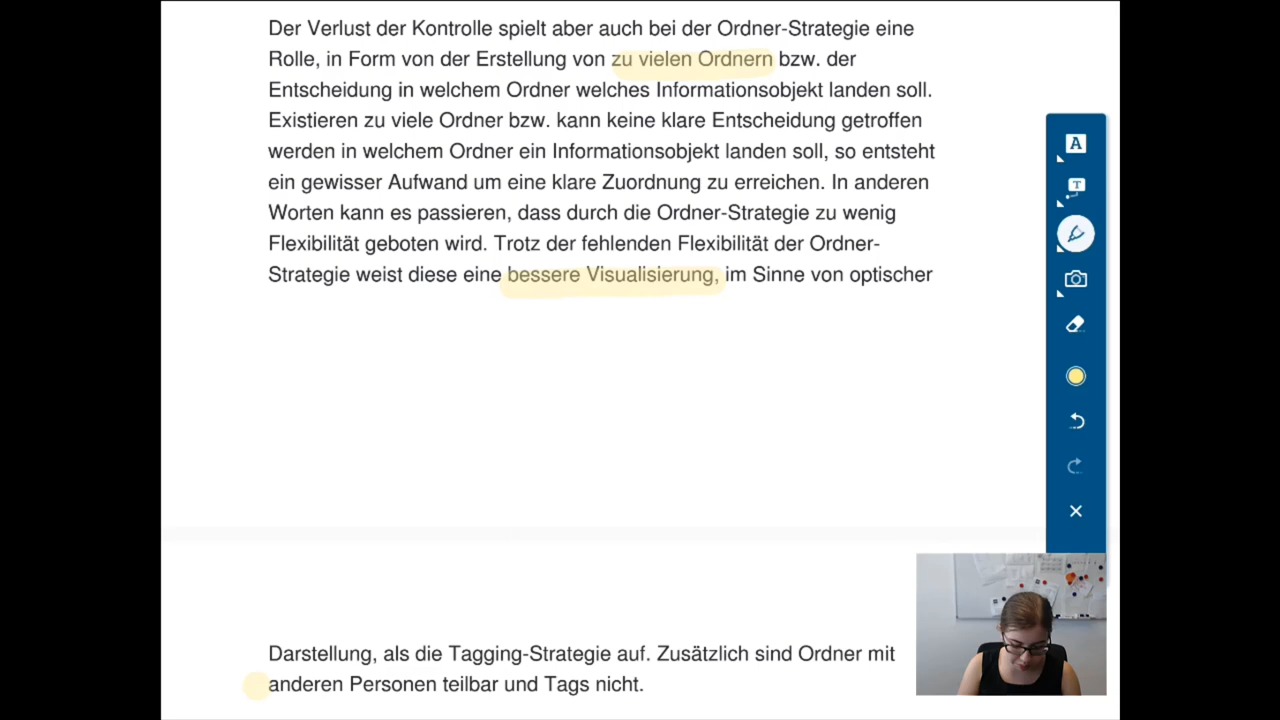 Der Verlust der Kontrolle spielt aber auch bei der Ordner-Strategie eine
Rolle, in Form von der Erstellung von zu vielen Ordnern bzw. der
Entscheidung in welchem Ordner welches Informationsobjekt landen soll.
Existieren zu viele Ordner bzw. kann keine klare Entscheidung getroffen
werden in welchem Ordner ein Informationsobjekt landen soll, so entsteht
ein gewisser Aufwand um eine klare Zuordnung zu erreichen. In anderen
Worten kann es passieren, dass durch die Ordner-Strategie zu wenig
Flexibilität geboten wird. Trotz der fehlenden Flexibilität der Ordner-
Strategie weist diese eine bessere Visualisierung, im Sinne von optischer
Darstellung, als die Tagging-Strategie auf. Zusätzlich sind Ordner mit
anderen Personen teilbar und Tags nicht.
A
T